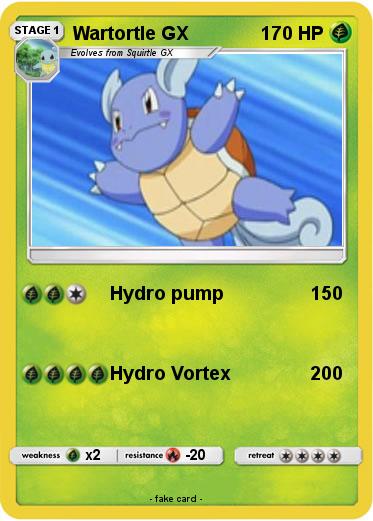 STAGE 1 Wartortle GX 170 HP
Evolves from Squirtle GX
Hydro pump 150
Hydro Vortex 200
weakness x2 resistance -20 retreat
- fake card -